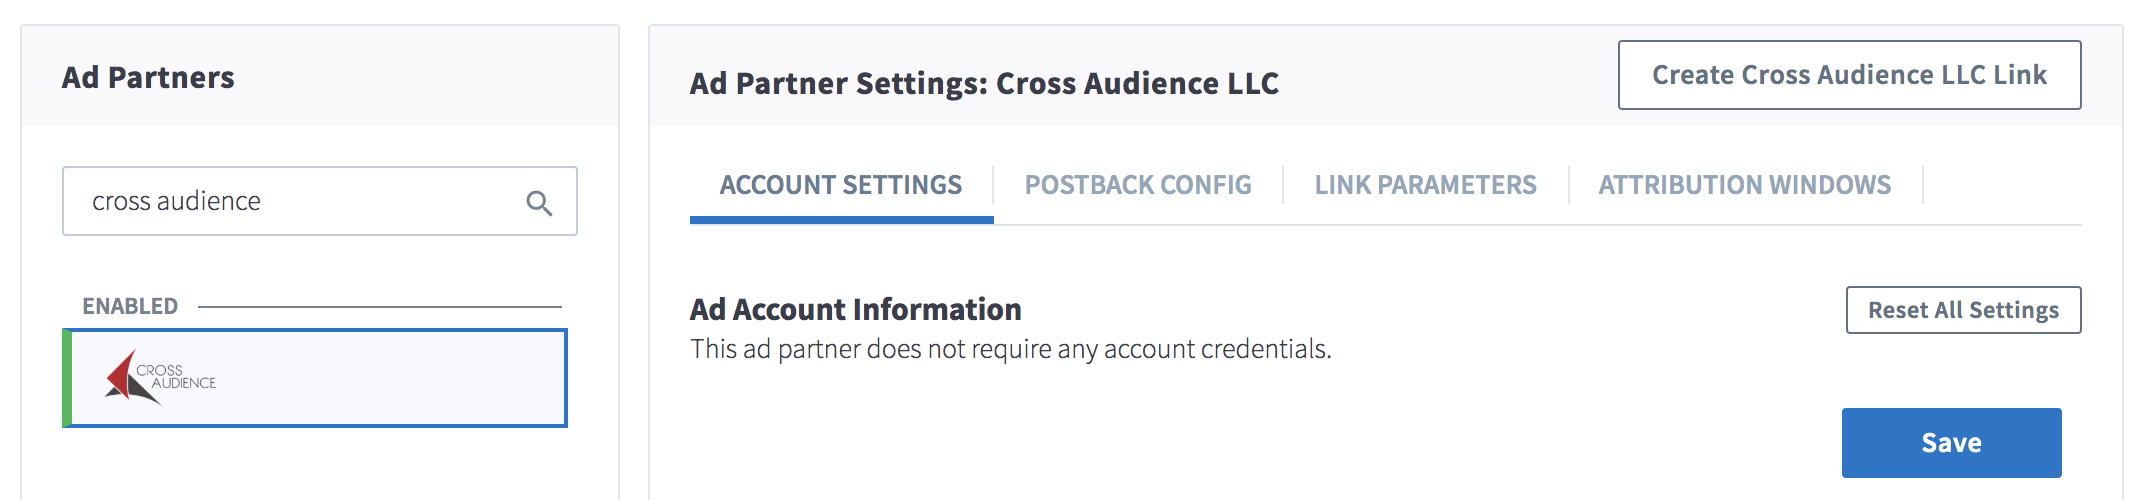 Ad Partners
cross audience
ENABLED
CROSS
AUDIENCE
Ad Partner Settings: Cross Audience LLC
Create Cross Audience LLC Link
ACCOUNT SETTINGS
POSTBACK CONFIG
LINK PARAMETERS
ATTRIBUTION WINDOWS
Ad Account Information
Reset All Settings
This ad partner does not require any account credentials.
Save